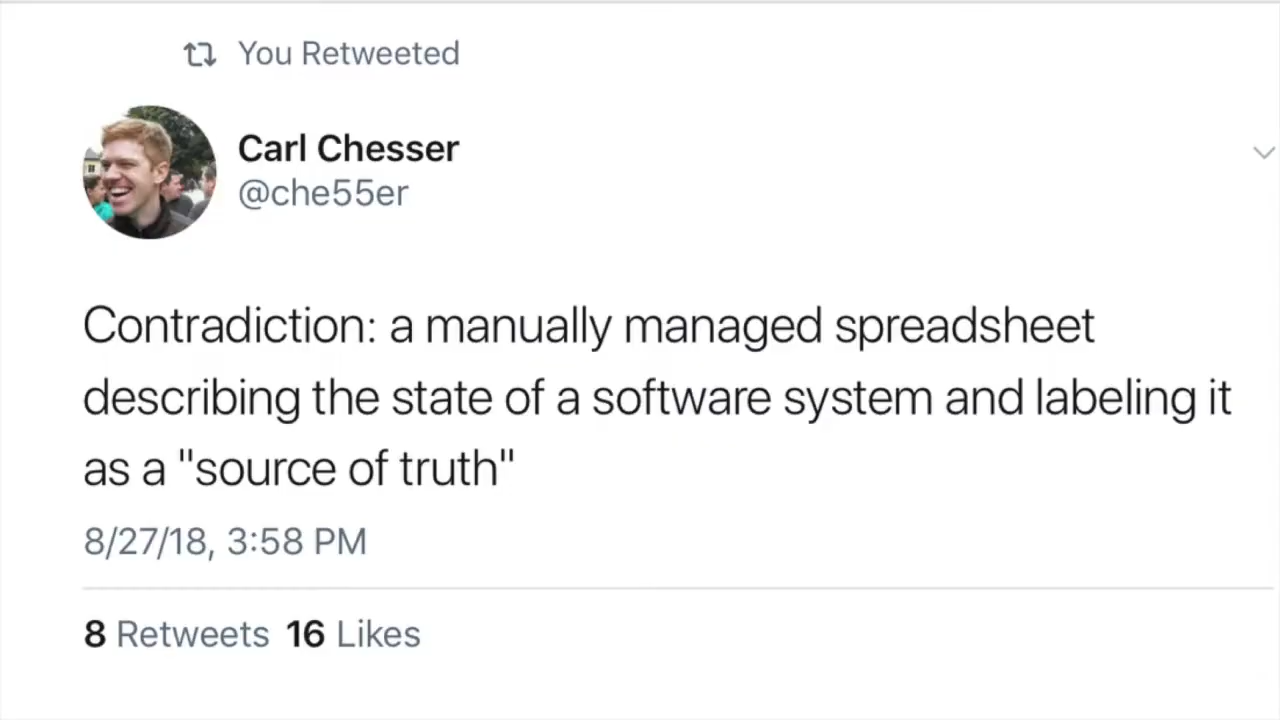 You Retweeted
Carl Chesser
@che55er
Contradiction: a manually managed spreadsheet
describing the state of a software system and labeling it
as a "source of truth"
8/27/18, 3:58 PM
8 Retweets 16 Likes